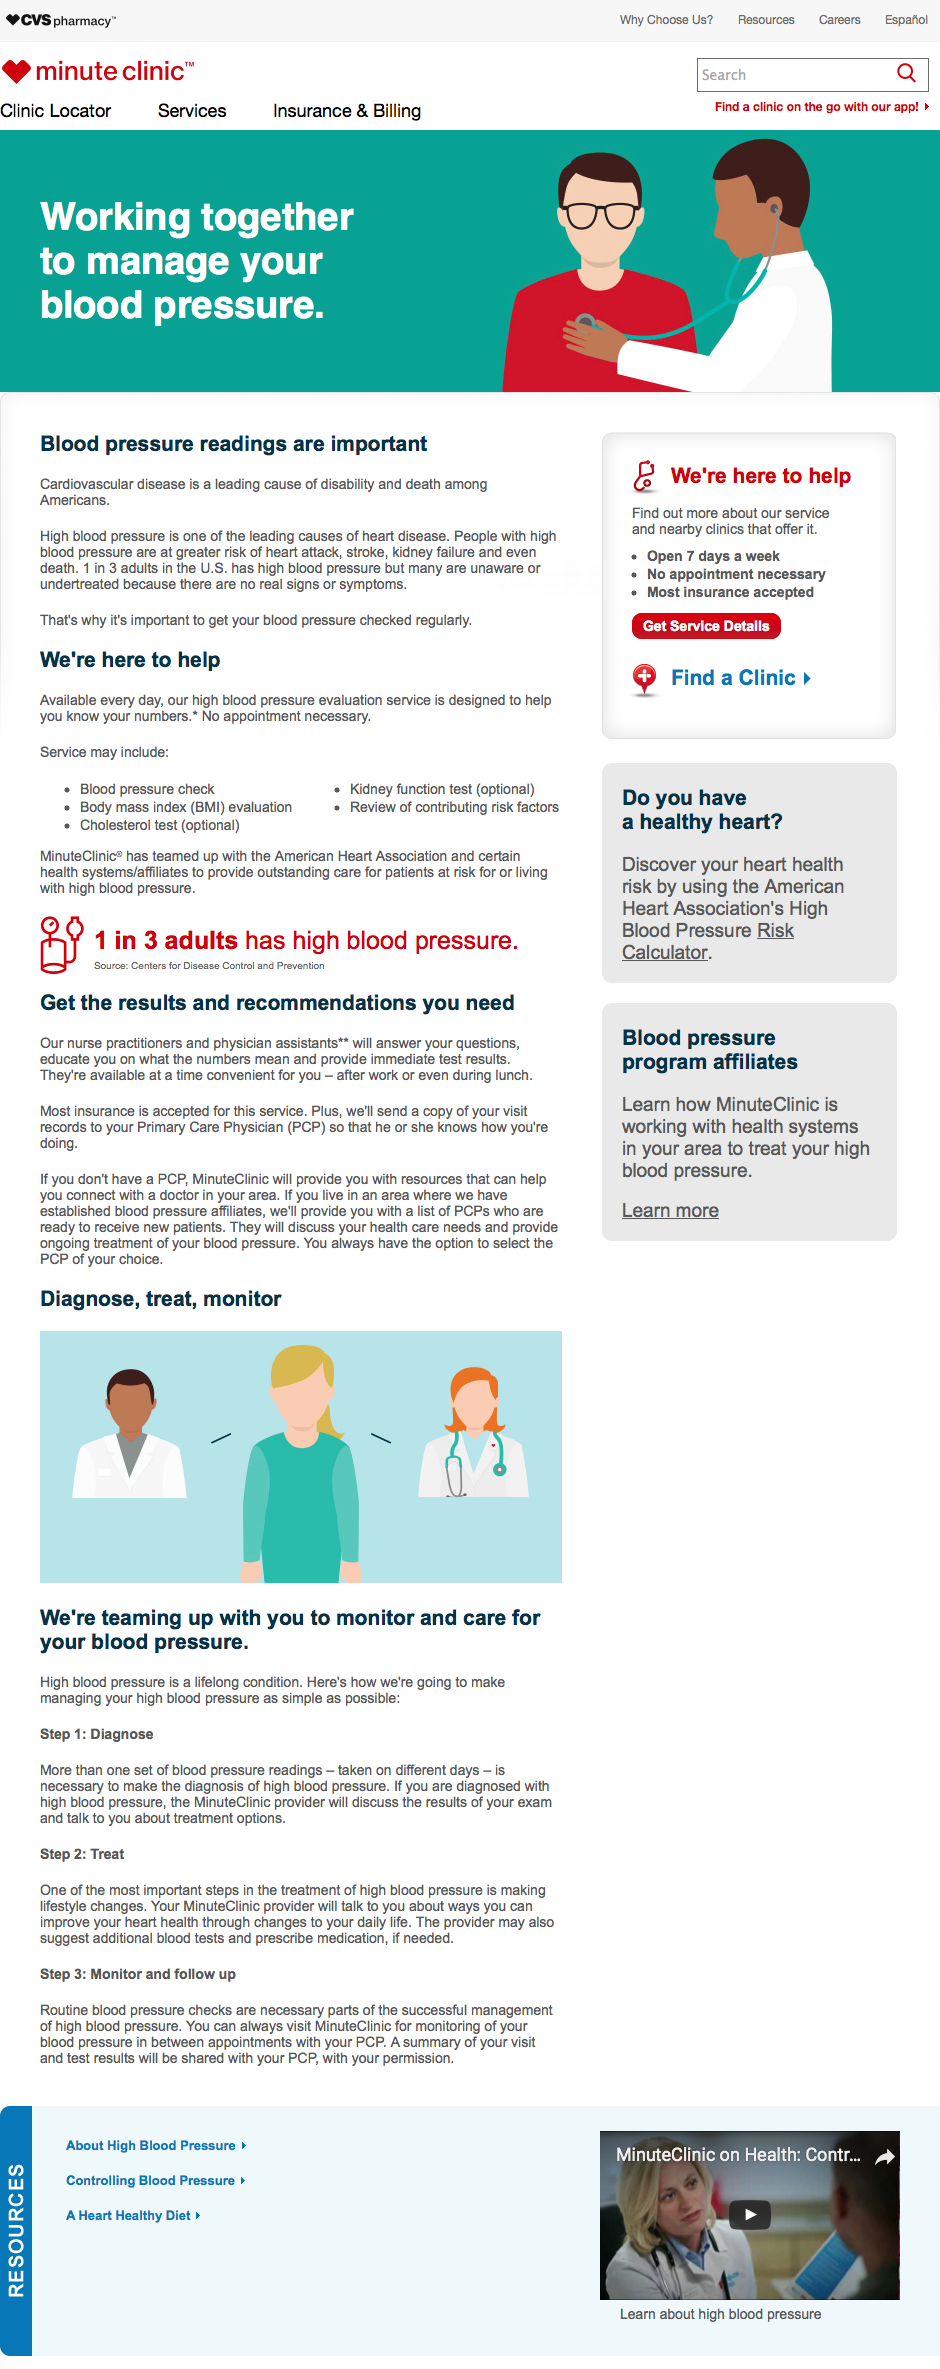 CVS pharmacy™
Why Choose Us? Resources Careers Español
minute clinic™
Search
Clinic Locator Services Insurance & Billing
Find a clinic on the go with our app!
Working together
to manage your
blood pressure.
Blood pressure readings are important
Cardiovascular disease is a leading cause of disability and death among
Americans.
High blood pressure is one of the leading causes of heart disease. People with high
blood pressure are at greater risk of heart attack, stroke, kidney failure and even
death. 1 in 3 adults in the U.S. has high blood pressure but many are unaware or
undertreated because there are no real signs or symptoms.
That's why it's important to get your blood pressure checked regularly.
We're here to help
Available every day, our high blood pressure evaluation service is designed to help
you know your numbers.* No appointment necessary.
Service may include:
• Blood pressure check
• Body mass index (BMI) evaluation
• Cholesterol test (optional)
• Kidney function test (optional)
• Review of contributing risk factors
MinuteClinic® has teamed up with the American Heart Association and certain
health systems/affiliates to provide outstanding care for patients at risk for or living
with high blood pressure.
1 in 3 adults has high blood pressure.
Source: Centers for Disease Control and Prevention
Get the results and recommendations you need
Our nurse practitioners and physician assistants** will answer your questions,
educate you on what the numbers mean and provide immediate test results.
They're available at a time convenient for you – after work or even during lunch.
Most insurance is accepted for this service. Plus, we'll send a copy of your visit
records to your Primary Care Physician (PCP) so that he or she knows how you're
doing.
If you don't have a PCP, MinuteClinic will provide you with resources that can help
you connect with a doctor in your area. If you live in an area where we have
established blood pressure affiliates, we'll provide you with a list of PCPs who are
ready to receive new patients. They will discuss your health care needs and provide
ongoing treatment of your blood pressure. You always have the option to select the
PCP of your choice.
Diagnose, treat, monitor
We're teaming up with you to monitor and care for
your blood pressure.
High blood pressure is a lifelong condition. Here's how we're going to make
managing your high blood pressure as simple as possible:
Step 1: Diagnose
More than one set of blood pressure readings – taken on different days – is
necessary to make the diagnosis of high blood pressure. If you are diagnosed with
high blood pressure, the MinuteClinic provider will discuss the results of your exam
and talk to you about treatment options.
Step 2: Treat
One of the most important steps in the treatment of high blood pressure is making
lifestyle changes. Your MinuteClinic provider will talk to you about ways you can
improve your heart health through changes to your daily life. The provider may also
suggest additional blood tests and prescribe medication, if needed.
Step 3: Monitor and follow up
Routine blood pressure checks are necessary parts of the successful management
of high blood pressure. You can always visit MinuteClinic for monitoring of your
blood pressure in between appointments with your PCP. A summary of your visit
and test results will be shared with your PCP, with your permission.
We're here to help
Find out more about our service
and nearby clinics that offer it.
• Open 7 days a week
• No appointment necessary
• Most insurance accepted
Get Service Details
Find a Clinic
Do you have
a healthy heart?
Discover your heart health
risk by using the American
Heart Association's High
Blood Pressure Risk
Calculator.
Blood pressure
program affiliates
Learn how MinuteClinic is
working with health systems
in your area to treat your high
blood pressure.
Learn more
RESOURCES
About High Blood Pressure
Controlling Blood Pressure
A Heart Healthy Diet
MinuteClinic on Health: Contr...
Learn about high blood pressure